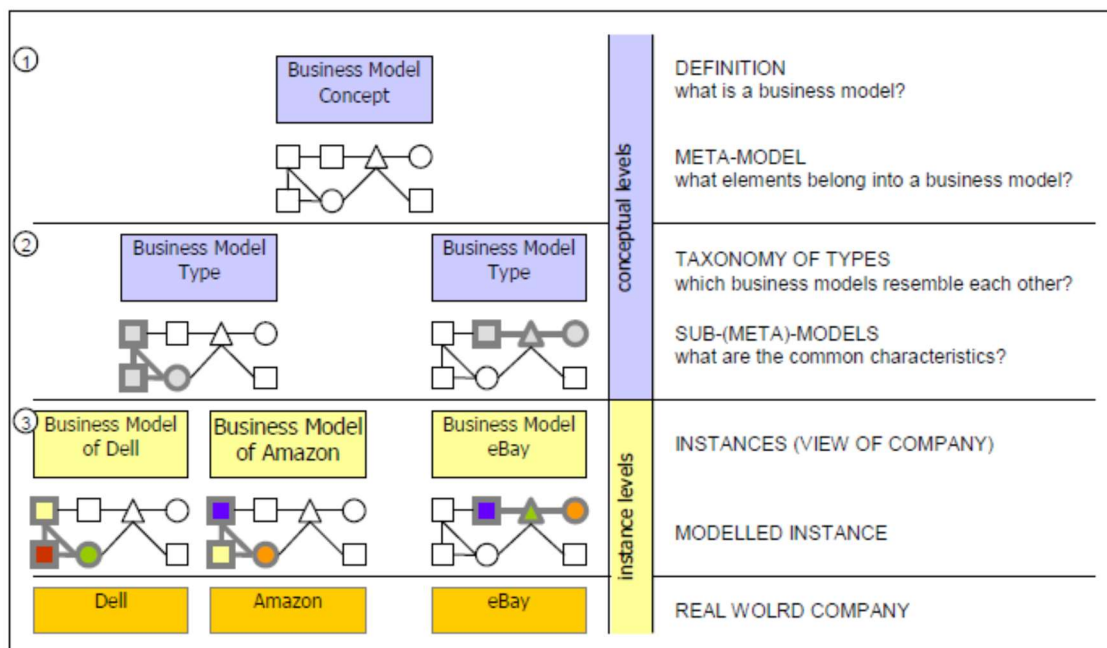 1
Business Model
Concept
DEFINITION
what is a business model?
META-MODEL
what elements belong into a business model?
conceptual levels
2
Business Model
Type
Business Model
Type
TAXONOMY OF TYPES
which business models resemble each other?
SUB-(META)-MODELS
what are the common characteristics?
3
Business Model
of Dell
Business Model
of Amazon
Business Model
eBay
INSTANCES (VIEW OF COMPANY)
MODELLED INSTANCE
instance levels
Dell
Amazon
eBay
REAL WOLRD COMPANY